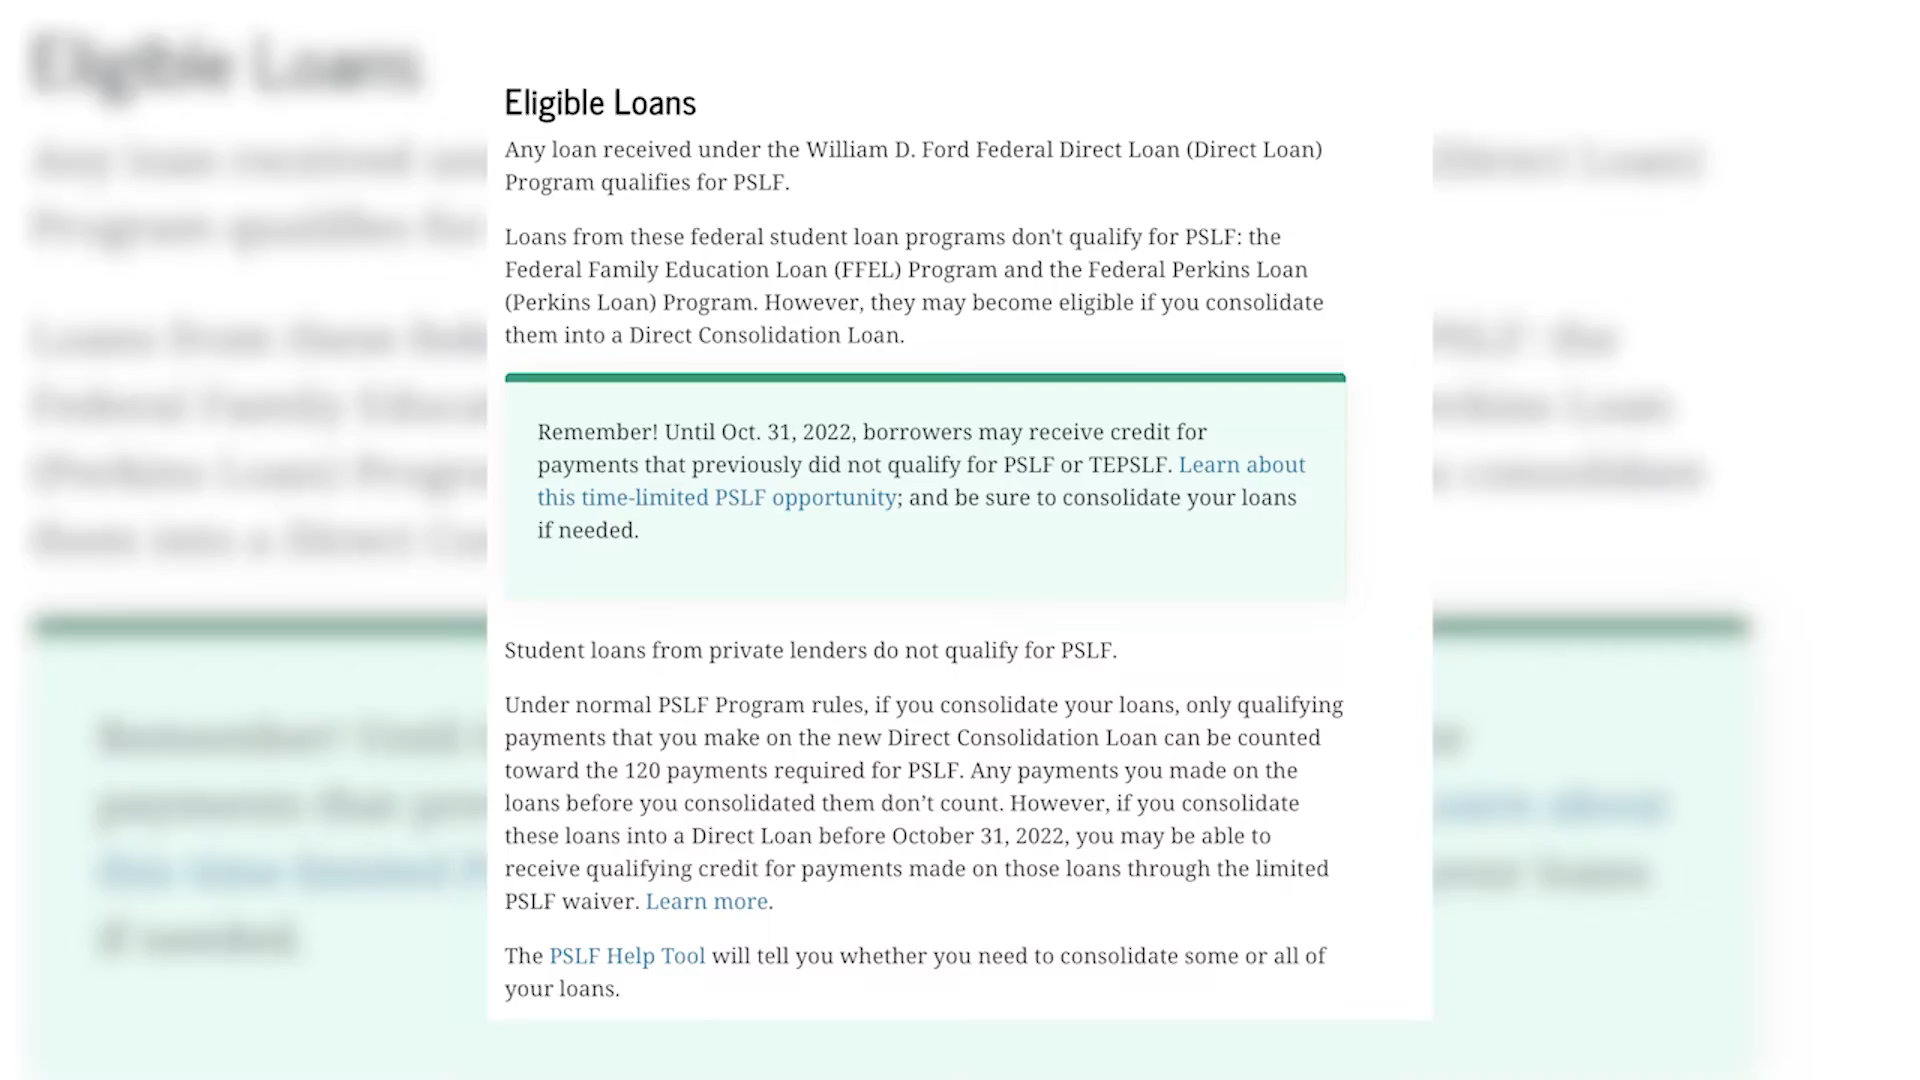 Eligible Loans
Any loan received under the William D. Ford Federal Direct Loan (Direct Loan)
Program qualifies for PSLF.
Loans from these federal student loan programs don't qualify for PSLF: the
Federal Family Education Loan (FFEL) Program and the Federal Perkins Loan
(Perkins Loan) Program. However, they may become eligible if you consolidate
them into a Direct Consolidation Loan.
Remember! Until Oct. 31, 2022, borrowers may receive credit for
payments that previously did not qualify for PSLF or TEPSLF. Learn about
this time-limited PSLF opportunity; and be sure to consolidate your loans
if needed.
Student loans from private lenders do not qualify for PSLF.
Under normal PSLF Program rules, if you consolidate your loans, only qualifying
payments that you make on the new Direct Consolidation Loan can be counted
toward the 120 payments required for PSLF. Any payments you made on the
loans before you consolidated them don’t count. However, if you consolidate
these loans into a Direct Loan before October 31, 2022, you may be able to
receive qualifying credit for payments made on those loans through the limited
PSLF waiver. Learn more.
The PSLF Help Tool will tell you whether you need to consolidate some or all of
your loans.